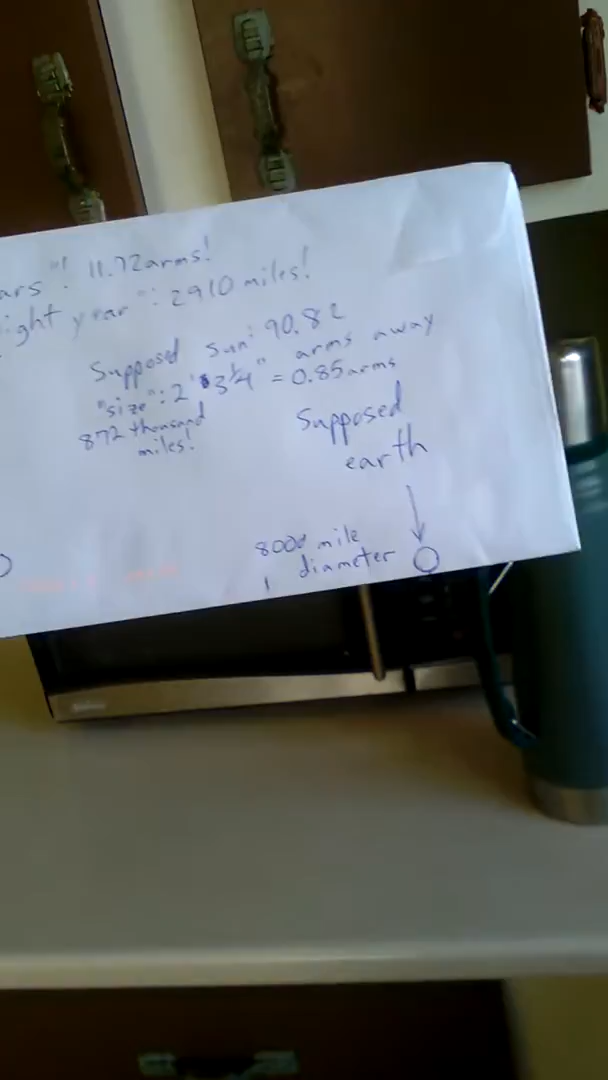 ars"! 11.72 arms!
ight year": 2910 miles!
Supposed sun: 90.82
arms away
"size": 2' 3¼" = 0.85 arms
872 thousand
miles!
Supposed
earth
8000 mile
diameter